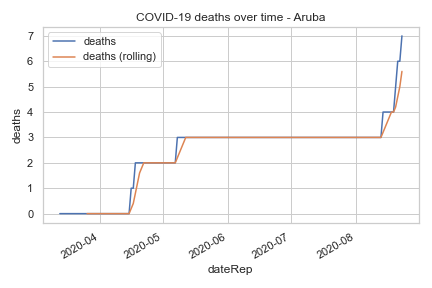 COVID-19 deaths over time - Aruba
deaths
deaths (rolling)
7
6
5
4
3
2
1
0
deaths
2020-04
2020-05
2020-06
2020-07
2020-08
dateRep